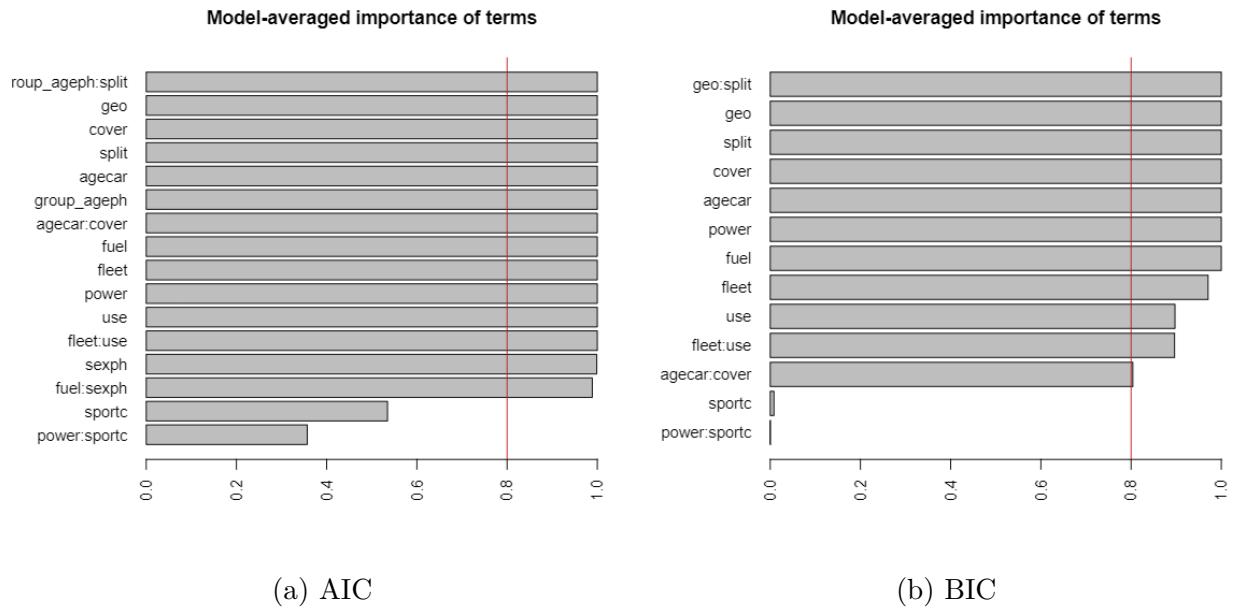 Model-averaged importance of terms
roup_ageph:split
geo
cover
split
agecar
group_ageph
agecar:cover
fuel
fleet
power
use
fleet:use
sexph
fuel:sexph
sportc
power:sportc
0.0 0.2 0.4 0.6 0.8 1.0
(a) AIC
Model-averaged importance of terms
geo:split
geo
split
cover
agecar
power
fuel
fleet
use
fleet:use
agecar:cover
sportc
power:sportc
0.0 0.2 0.4 0.6 0.8 1.0
(b) BIC